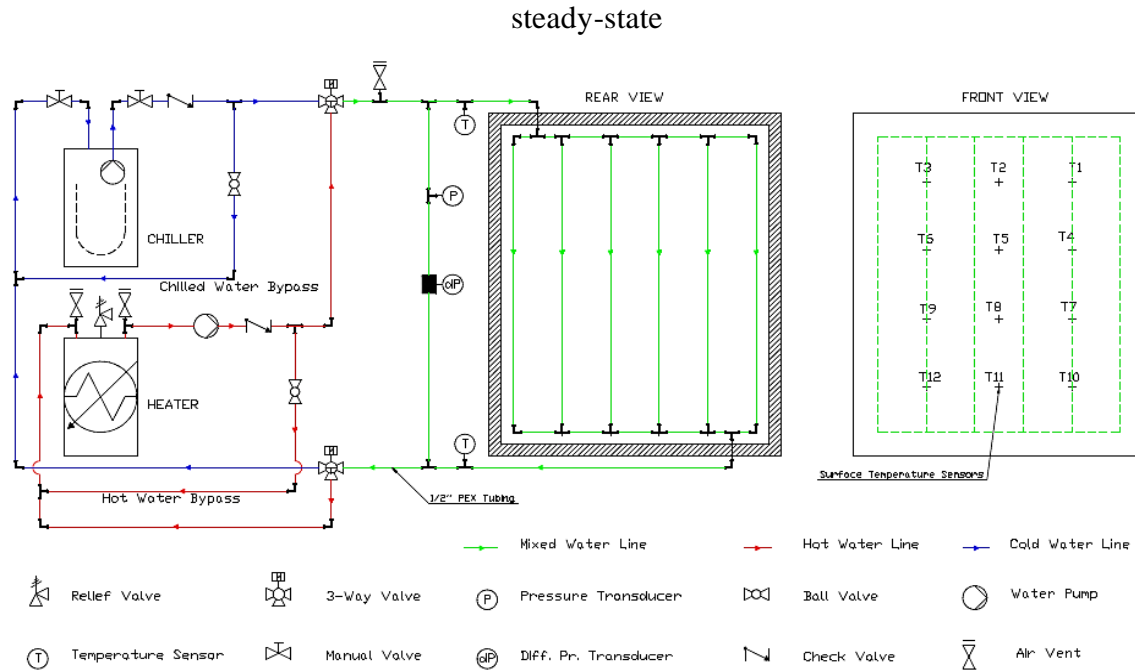 steady-state
REAR VIEW
FRONT VIEW
T
P
dP
T
CHILLER
Chilled Water Bypass
HEATER
Hot Water Bypass
1/2" PEX Tubing
T3 T2 T1
T6 T5 T4
T9 T8 T7
T12 T11 T10
Surface Temperature Sensors
Mixed Water Line
Hot Water Line
Cold Water Line
Relief Valve
3-Way Valve
P Pressure Transducer
Ball Valve
Water Pump
T Temperature Sensor
Manual Valve
dP Diff. Pr. Transducer
Check Valve
Air Vent